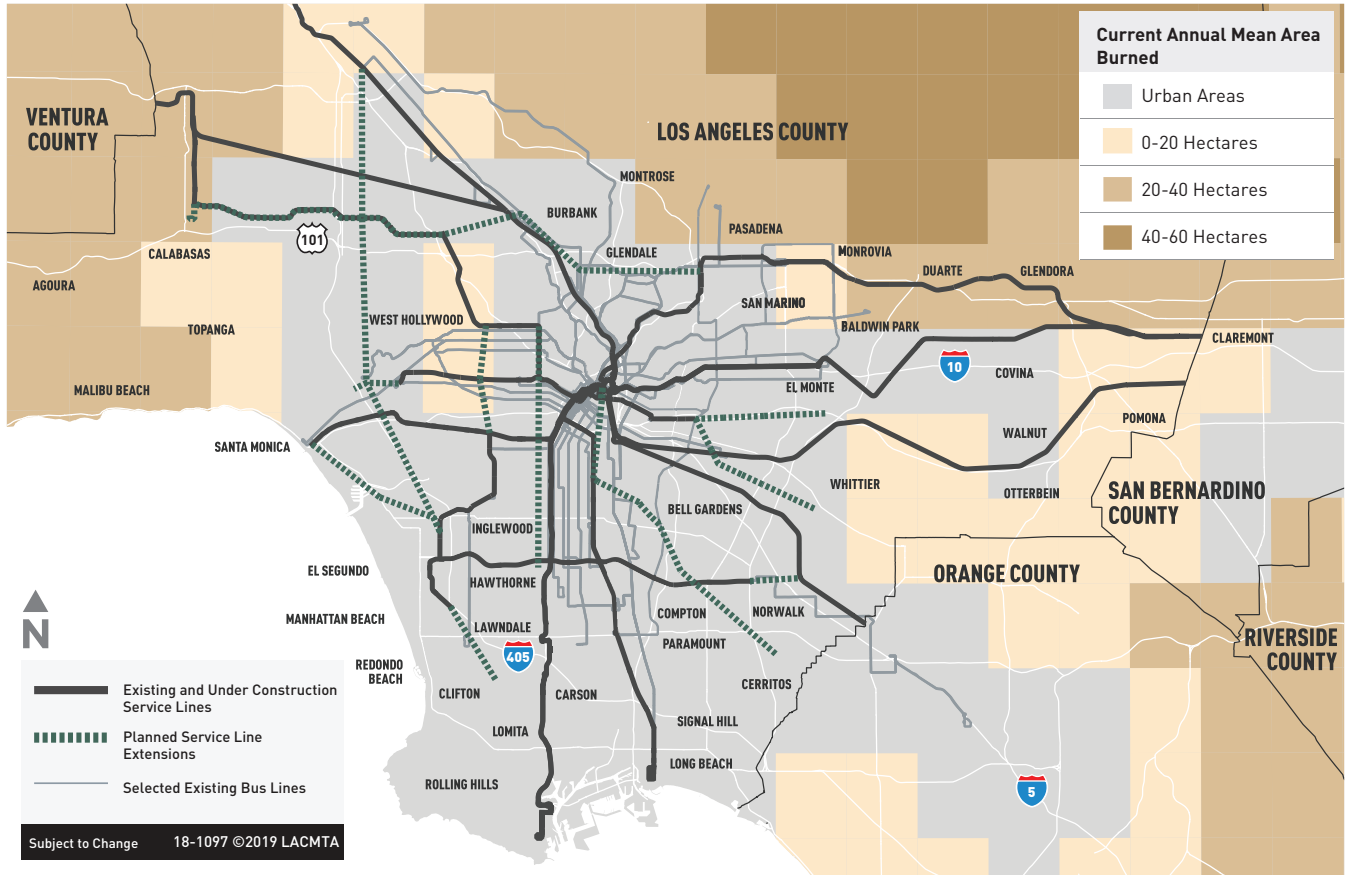 Current Annual Mean Area
Burned
Urban Areas
0-20 Hectares
20-40 Hectares
40-60 Hectares
VENTURA
COUNTY
LOS ANGELES COUNTY
MONTROSE
BURBANK
PASADENA
101
GLENDALE
MONROVIA
CALABASAS
DUARTE
GLENDORA
AGOURA
SAN MARINO
WEST HOLLYWOOD
TOPANGA
BALDWIN PARK
CLAREMONT
10
COVINA
MALIBU BEACH
EL MONTE
POMONA
SANTA MONICA
WALNUT
WHITTIER
OTTERBEIN
SAN BERNARDINO
COUNTY
BELL GARDENS
INGLEWOOD
EL SEGUNDO
HAWTHORNE
ORANGE COUNTY
N
MANHATTAN BEACH
LAWNDALE
COMPTON
NORWALK
PARAMOUNT
RIVERSIDE
COUNTY
405
REDONDO
BEACH
CLIFTON
CARSON
CERRITOS
LOMITA
SIGNAL HILL
LONG BEACH
ROLLING HILLS
5
Existing and Under Construction
Service Lines
Planned Service Line
Extensions
Selected Existing Bus Lines
Subject to Change 18-1097 ©2019 LACMTA